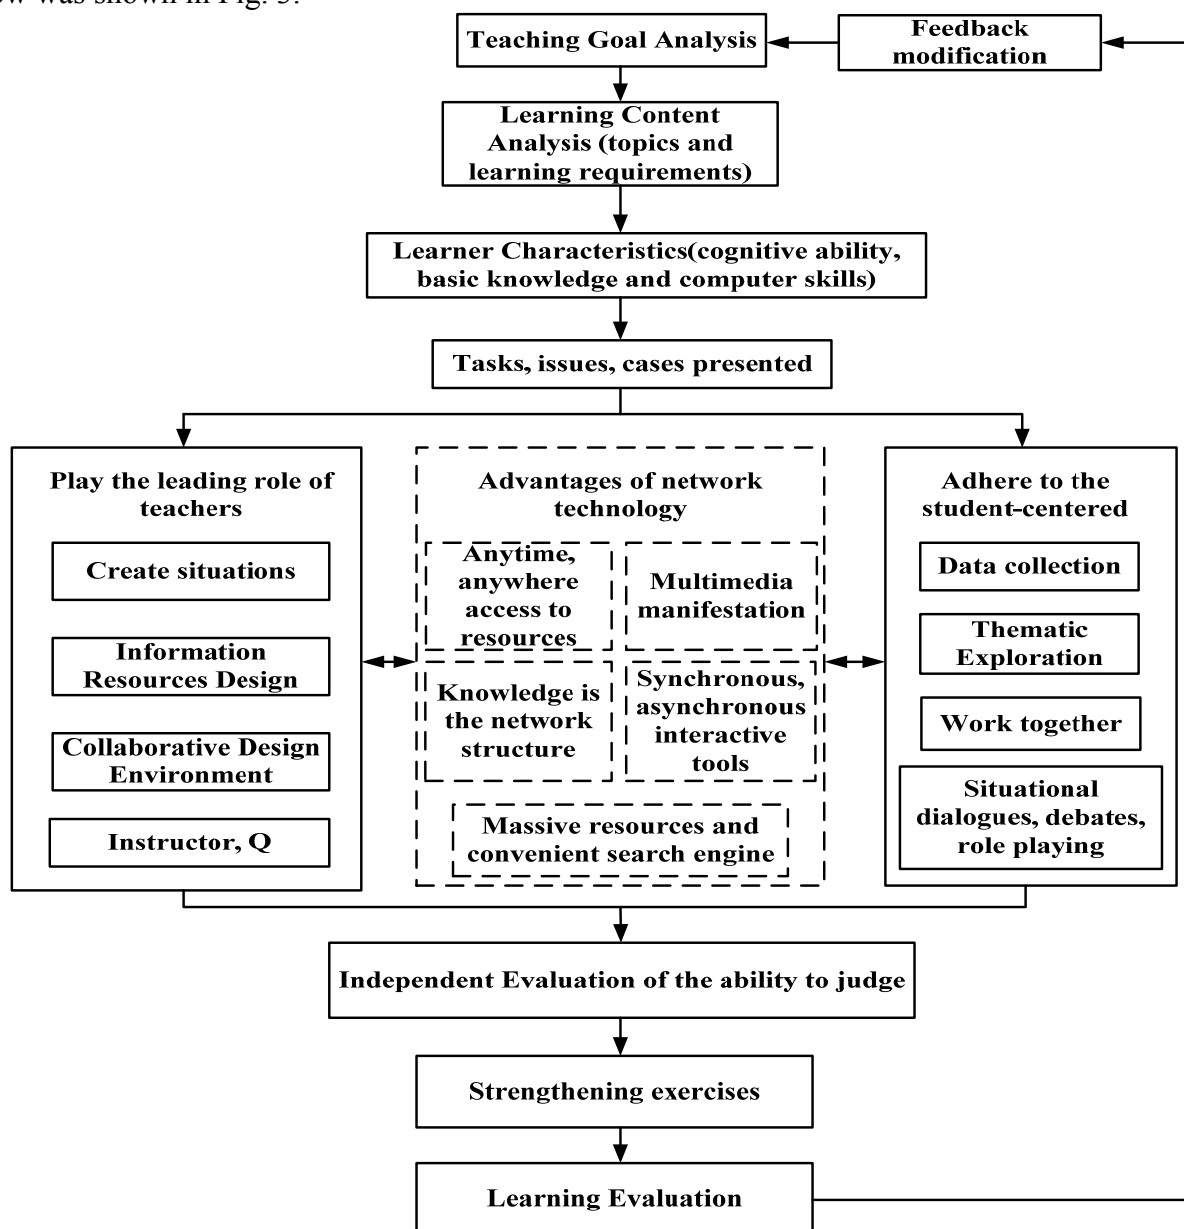 was shown in Fig.
Teaching Goal Analysis
Feedback
modification
Learning Content
Analysis (topics and
learning requirements)
Learner Characteristics(cognitive ability,
basic knowledge and computer skills)
Tasks, issues, cases presented
Play the leading role of
teachers
Create situations
Information
Resources Design
Collaborative Design
Environment
Instructor, Q
Advantages of network
technology
Anytime,
anywhere
access to
resources
Multimedia
manifestation
Knowledge is
the network
structure
Synchronous,
asynchronous
interactive
tools
Massive resources and
convenient search engine
Adhere to the
student-centered
Data collection
Thematic
Exploration
Work together
Situational
dialogues, debates,
role playing
Independent Evaluation of the ability to judge
Strengthening exercises
Learning Evaluation